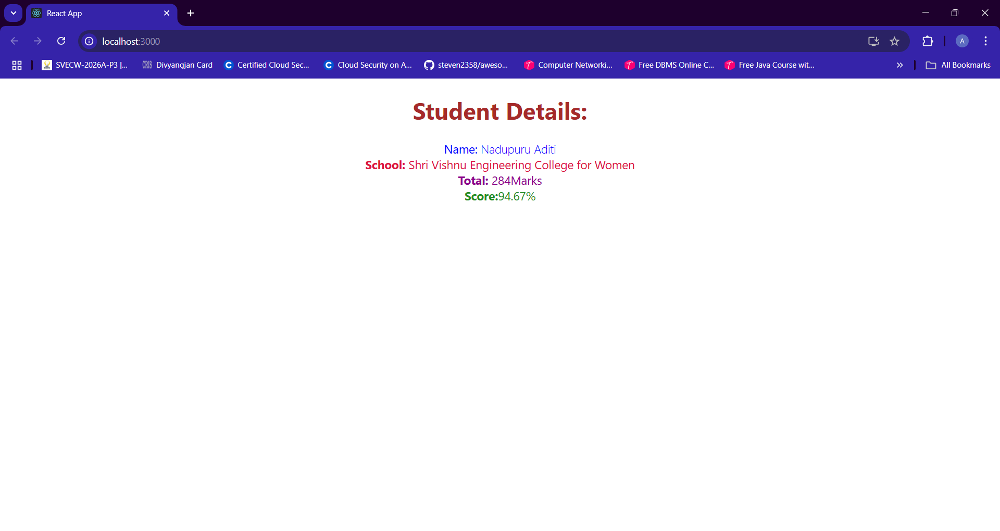 React App
localhost:3000
A
SVECW-2026A-P3 |... CRIS Divyangjan Card Certified Cloud Sec... Cloud Security on A... steven2358/aweso... Computer Networki... Free DBMS Online C... Free Java Course wit... All Bookmarks
Student Details:
Name: Nadupuru Aditi
School: Shri Vishnu Engineering College for Women
Total: 284Marks
Score:94.67%